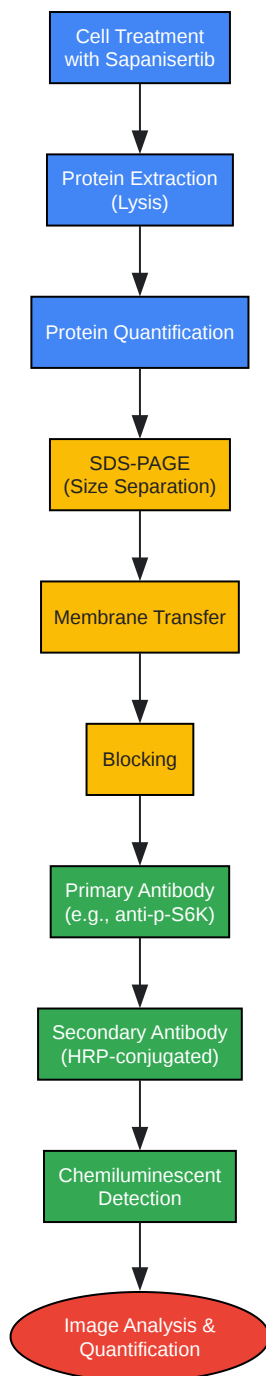 Cell Treatment
with Sapanisertib
Protein Extraction
(Lysis)
Protein Quantification
SDS-PAGE
(Size Separation)
Membrane Transfer
Blocking
Primary Antibody
(e.g., anti-p-S6K)
Secondary Antibody
(HRP-conjugated)
Chemiluminescent
Detection
Image Analysis &
Quantification